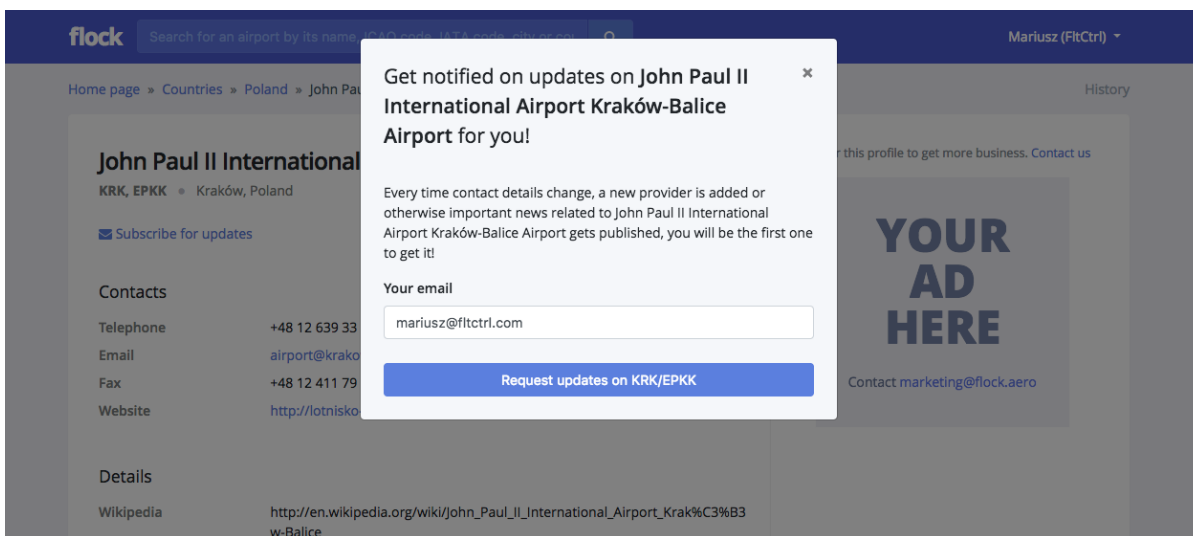 flock
Search for an airport by its name, ICAO code, IATA code, city or cou
Mariusz (FltCtrl)
Home page » Countries » Poland » John Pau
History
Get notified on updates on John Paul II
International Airport Kraków-Balice
Airport for you!
×
Every time contact details change, a new provider is added or
otherwise important news related to John Paul II International
Airport Kraków-Balice Airport gets published, you will be the first one
to get it!
Your email
mariusz@fltctrl.com
Request updates on KRK/EPKK
John Paul II International
KRK, EPKK • Kraków, Poland
Subscribe for updates
Contacts
Telephone +48 12 639 33
Email airport@krako
Fax +48 12 411 79
Website http://lotnisko-
Details
Wikipedia http://en.wikipedia.org/wiki/John_Paul_II_International_Airport_Krak%C3%B3
w-Balice
this profile to get more business. Contact us
YOUR
AD
HERE
Contact marketing@flock.aero